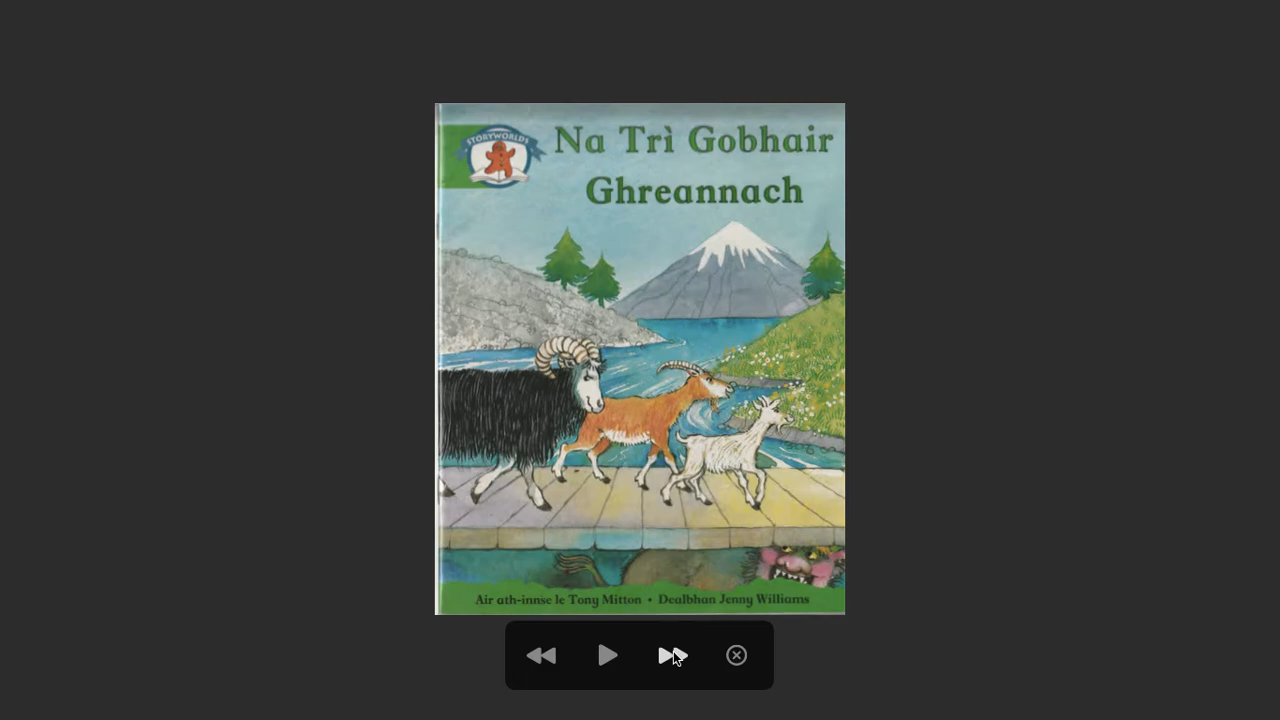 STORYWORLDS
Na Trì Gobhair
Ghreannach
Air ath-innse le Tony Mitton • Dealbhan Jenny Williams